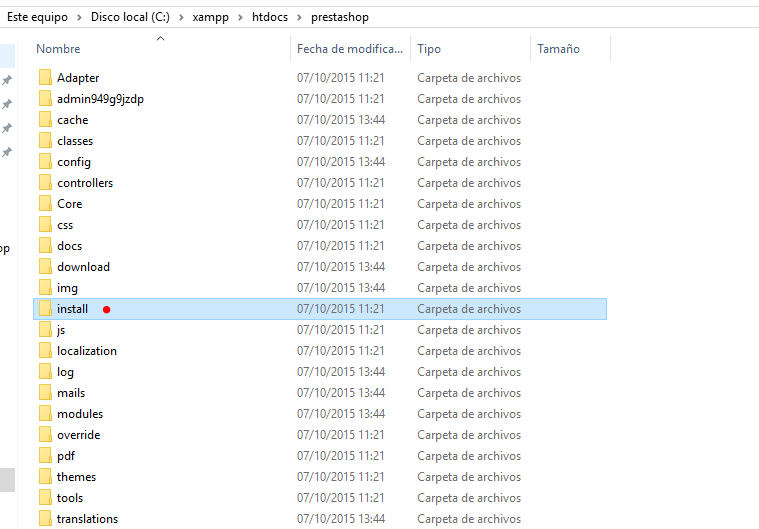 Este equipo > Disco local (C:) > xampp > htdocs > prestashop
Nombre Fecha de modifica... Tipo Tamaño
Adapter 07/10/2015 11:21 Carpeta de archivos
admin949g9jzdp 07/10/2015 11:21 Carpeta de archivos
cache 07/10/2015 13:44 Carpeta de archivos
classes 07/10/2015 11:21 Carpeta de archivos
config 07/10/2015 13:44 Carpeta de archivos
controllers 07/10/2015 11:21 Carpeta de archivos
Core 07/10/2015 11:21 Carpeta de archivos
css 07/10/2015 11:21 Carpeta de archivos
op docs 07/10/2015 11:21 Carpeta de archivos
download 07/10/2015 13:44 Carpeta de archivos
img 07/10/2015 13:44 Carpeta de archivos
install 07/10/2015 11:21 Carpeta de archivos
js 07/10/2015 11:21 Carpeta de archivos
localization 07/10/2015 11:21 Carpeta de archivos
log 07/10/2015 13:44 Carpeta de archivos
mails 07/10/2015 13:44 Carpeta de archivos
modules 07/10/2015 13:44 Carpeta de archivos
override 07/10/2015 11:21 Carpeta de archivos
pdf 07/10/2015 11:21 Carpeta de archivos
themes 07/10/2015 11:21 Carpeta de archivos
tools 07/10/2015 11:21 Carpeta de archivos
translations 07/10/2015 13:44 Carpeta de archivos